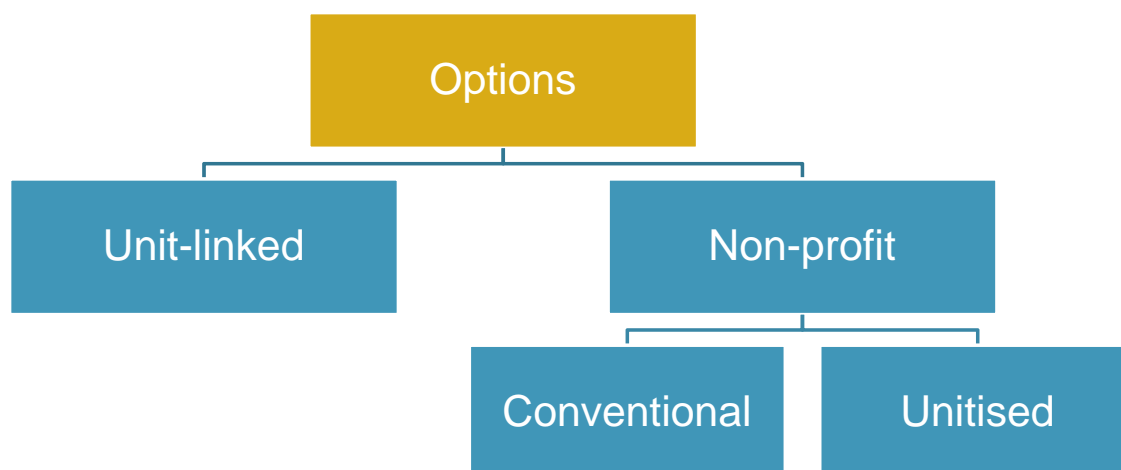 Options
Unit-linked
Non-profit
Conventional
Unitised